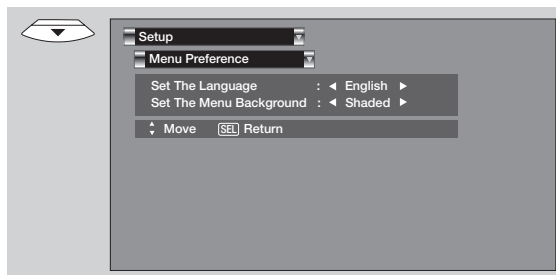 Setup
Menu Preference
Set The Language : ◄ English ►
Set The Menu Background : ◄ Shaded ►
Move SEL Return